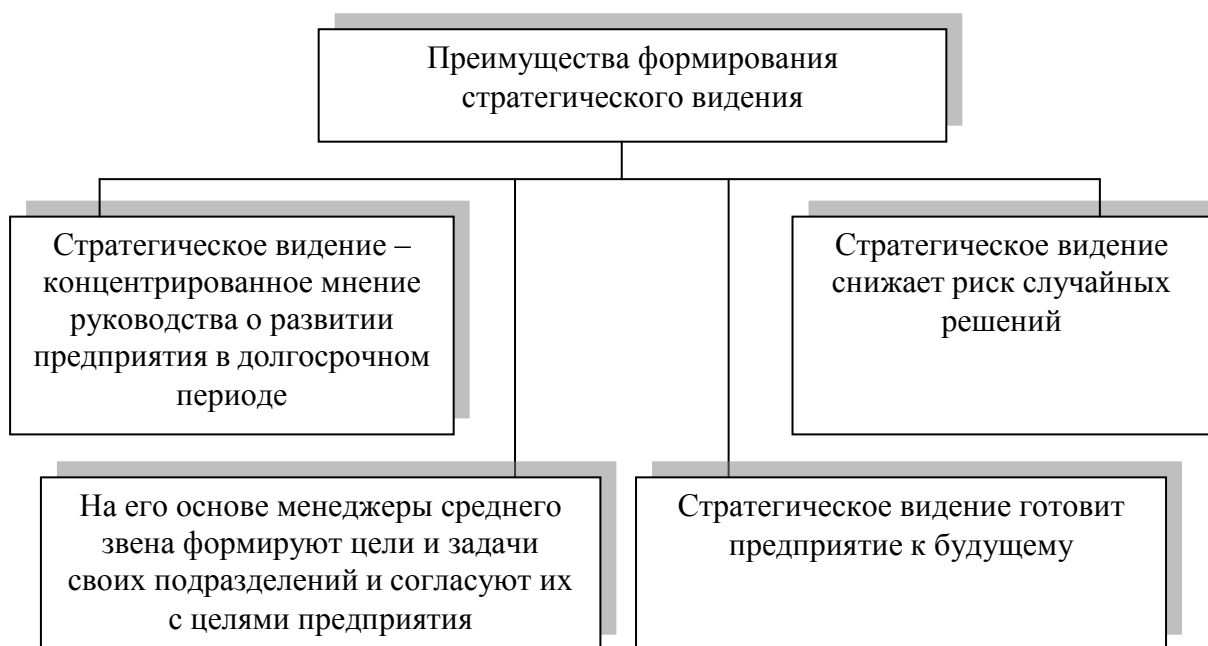 Преимущества формирования
стратегического видения
Стратегическое видение –
концентрированное мнение
руководства о развитии
предприятия в долгосрочном
периоде
Стратегическое видение
снижает риск случайных
решений
На его основе менеджеры среднего
звена формируют цели и задачи
своих подразделений и согласуют их
с целями предприятия
Стратегическое видение готовит
предприятие к будущему